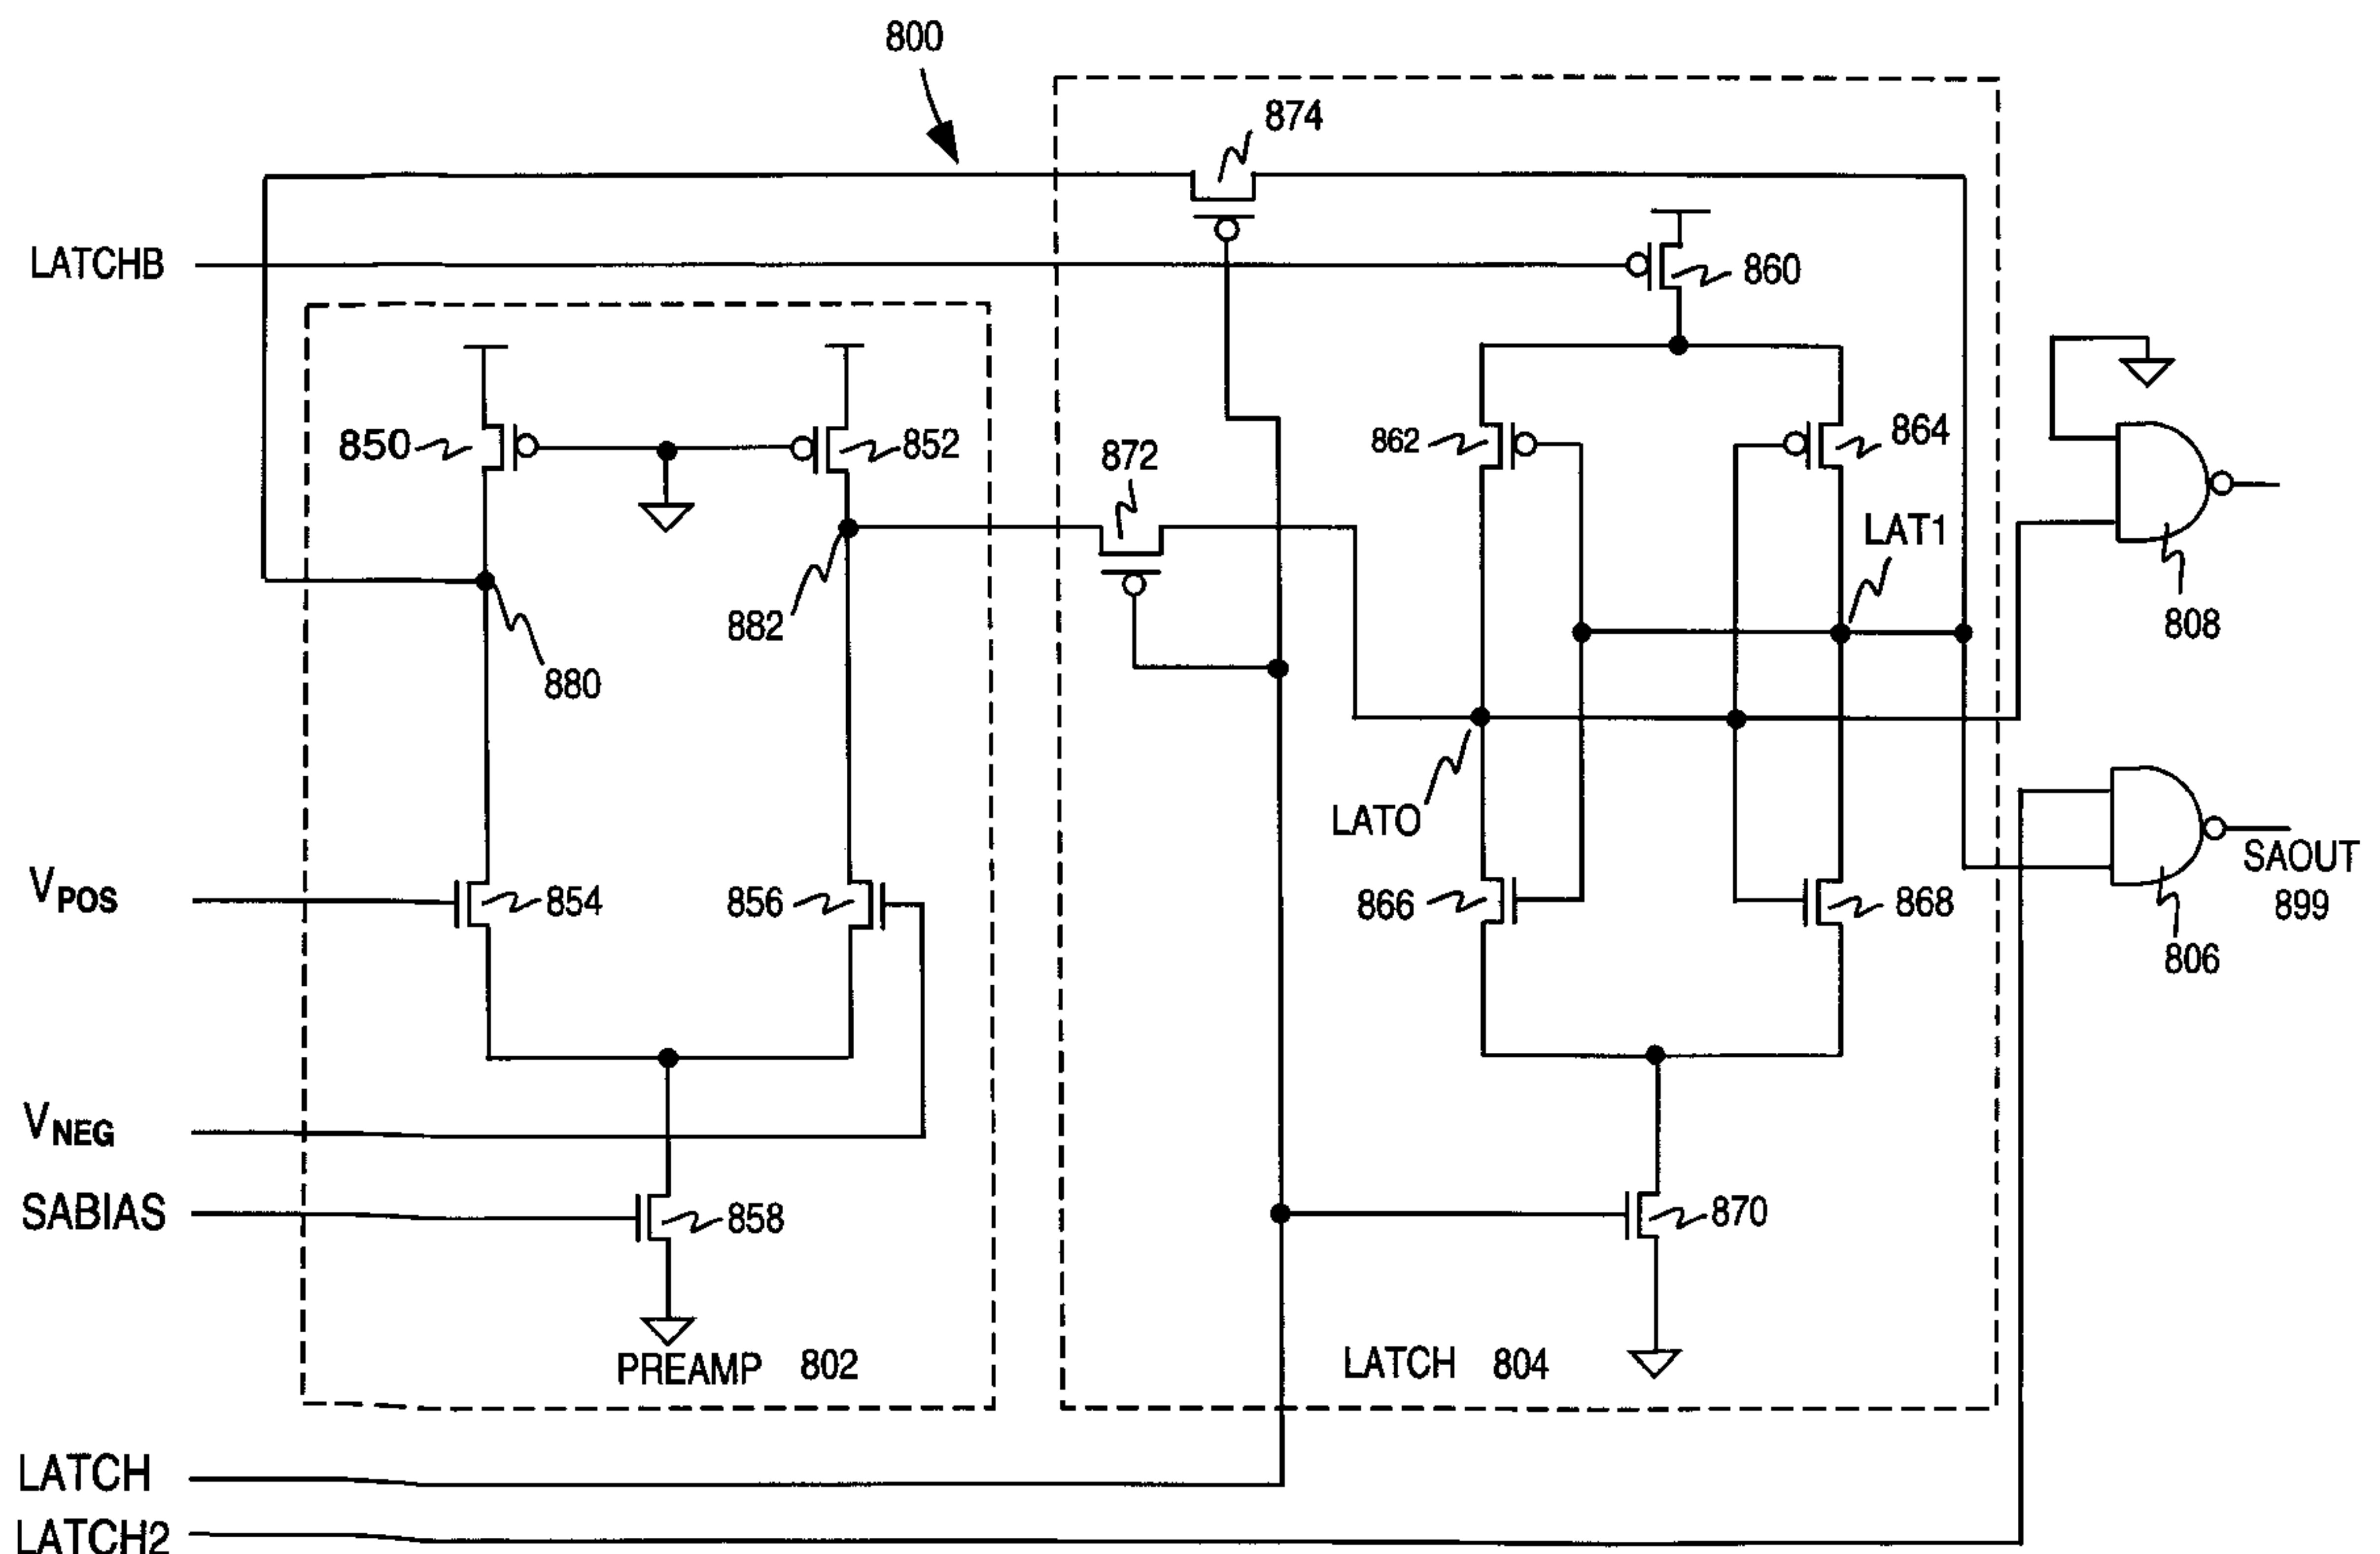 800
874
LATCHB
860
850
852
872
862
864
LAT1
882
808
880
LATO
SAOUT
899
VPOS
854
856
866
868
806
VNEG
SABIAS
858
870
PREAMP 802
LATCH 804
LATCH
LATCH2